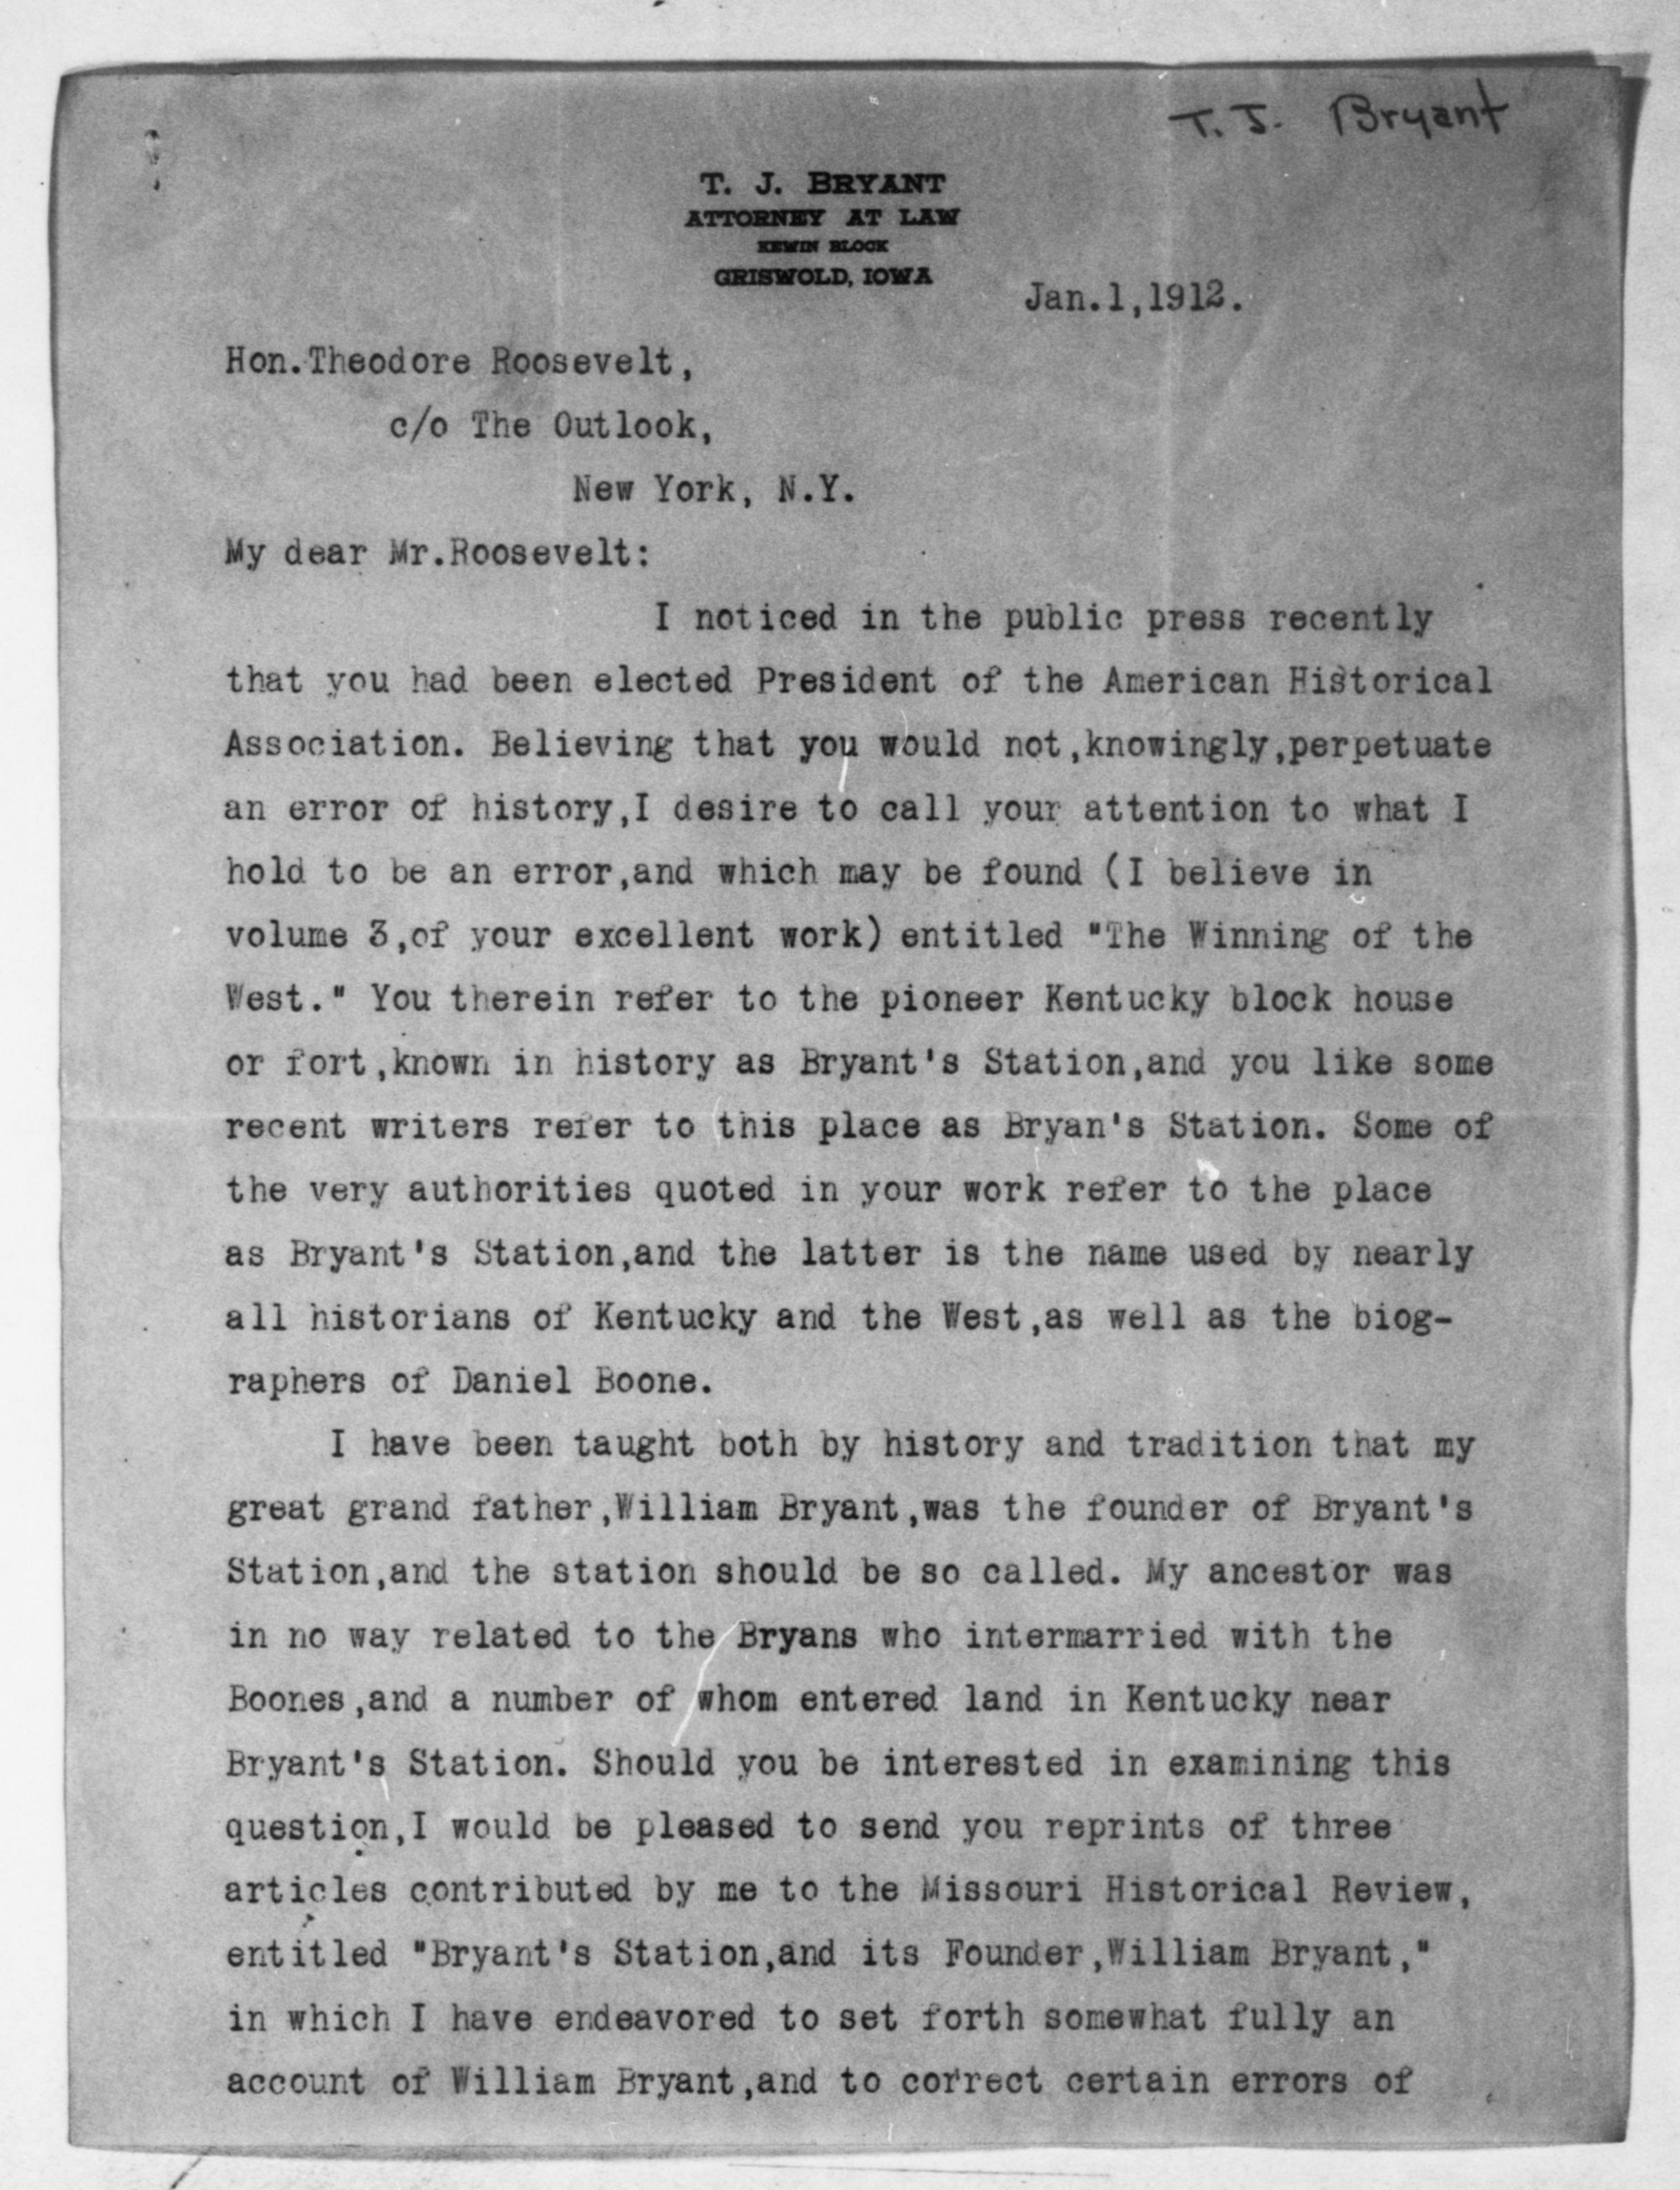 T. J. Bryant
T. J. BRYANT
ATTORNEY AT LAW
KEWIN BLOCK
GRISWOLD, IOWA
Jan.1,1912.
Hon.Theodore Roosevelt,
c/o The Outlook,
New York, N.Y.
My dear Mr.Roosevelt:
I noticed in the public press recently
that you had been elected President of the American Historical
Association. Believing that you would not,knowingly,perpetuate
an error of history,I desire to call your attention to what I
hold to be an error,and which may be found (I believe in
volume 3,of your excellent work) entitled "The Winning of the
West." You therein refer to the pioneer Kentucky block house
or fort,known in history as Bryant's Station,and you like some
recent writers refer to this place as Bryan's Station. Some of
the very authorities quoted in your work refer to the place
as Bryant's Station,and the latter is the name used by nearly
all historians of Kentucky and the West,as well as the biog-
raphers of Daniel Boone.
I have been taught both by history and tradition that my
great grand father,William Bryant,was the founder of Bryant's
Station,and the station should be so called. My ancestor was
in no way related to the Bryans who intermarried with the
Boones,and a number of whom entered land in Kentucky near
Bryant's Station. Should you be interested in examining this
question,I would be pleased to send you reprints of three
articles contributed by me to the Missouri Historical Review,
entitled "Bryant's Station,and its Founder,William Bryant,"
in which I have endeavored to set forth somewhat fully an
account of William Bryant,and to correct certain errors of